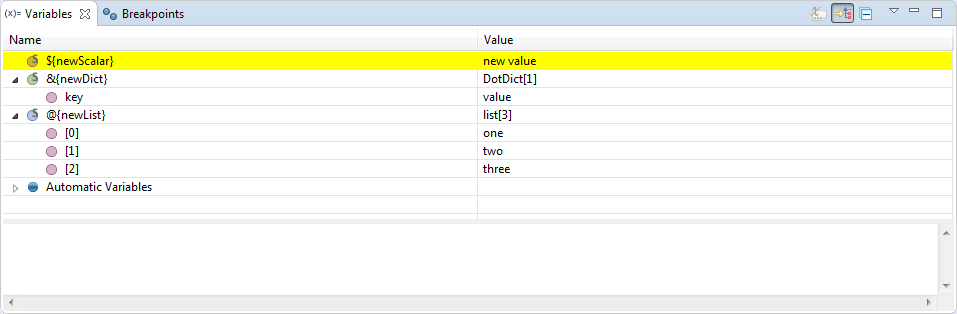 (x)= Variables Breakpoints
Name Value
${newScalar} new value
&{newDict} DotDict[1]
key value
@{newList} list[3]
[0] one
[1] two
[2] three
Automatic Variables